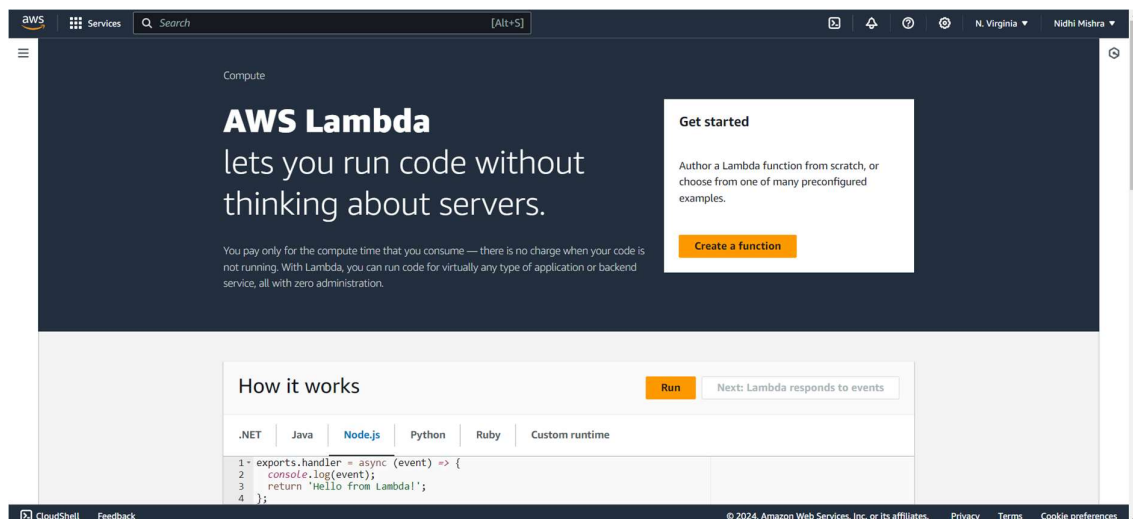 aws
Services
Search
[Alt+S]
N. Virginia ▼
Nidhi Mishra ▼
Compute
AWS Lambda
lets you run code without
thinking about servers.
You pay only for the compute time that you consume — there is no charge when your code is
not running. With Lambda, you can run code for virtually any type of application or backend
service, all with zero administration.
Get started
Author a Lambda function from scratch, or
choose from one of many preconfigured
examples.
Create a function
How it works
Run
Next: Lambda responds to events
.NET
Java
Node.js
Python
Ruby
Custom runtime
1 exports.handler = async (event) => {
2 console.log(event);
3 return 'Hello from Lambda!';
4 };
CloudShell
Feedback
© 2024, Amazon Web Services, Inc. or its affiliates.
Privacy
Terms
Cookie preferences